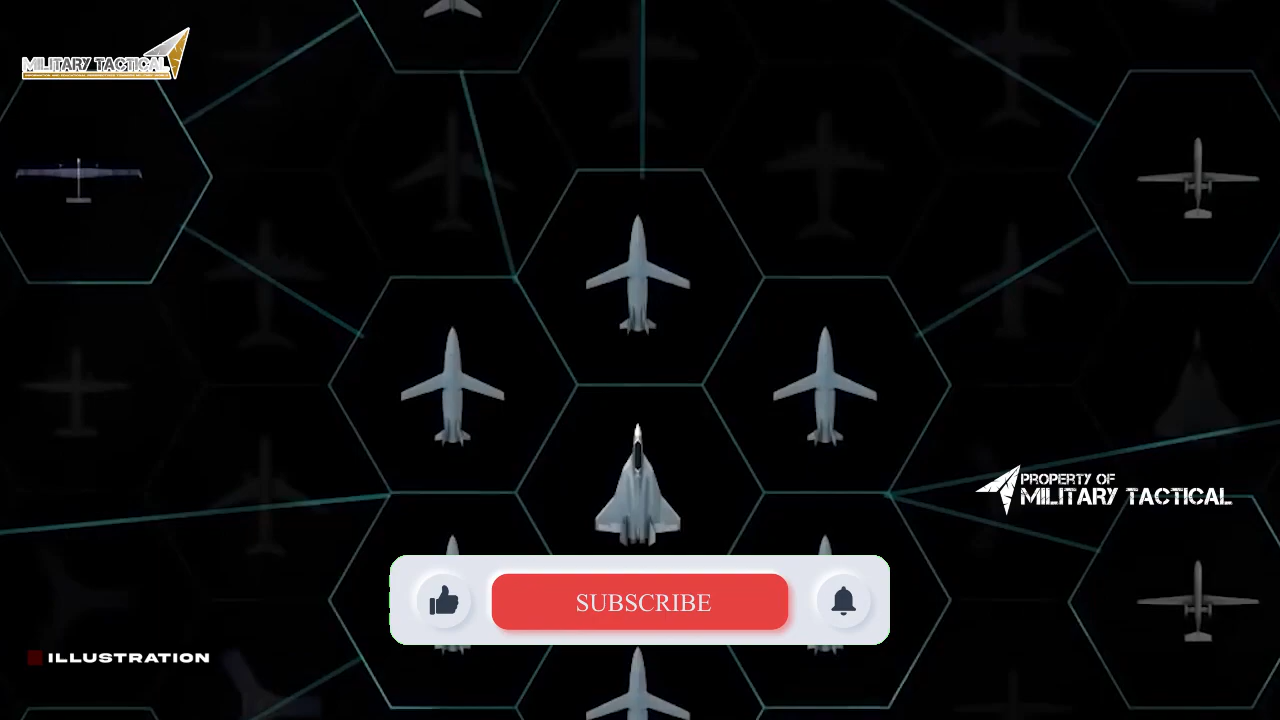 MILITARY TACTICAL
PROPERTY OF
MILITARY TACTICAL
SUBSCRIBE
ILLUSTRATION